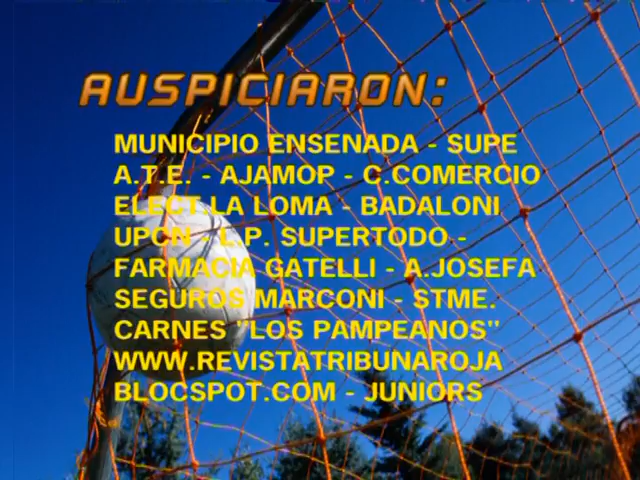 AUSPICIARON:
MUNICIPIO ENSENADA - SUPE
A.T.E. - AJAMOP - C.COMERCIO
ELECT.LA LOMA - BADALONI
UPCN - L.P. SUPERTODO -
FARMACIA GATELLI - A.JOSEFA
SEGUROS MARCONI - STME.
CARNES "LOS PAMPEANOS"
WWW.REVISTATRIBUNAROJA
BLOCSPOT.COM - JUNIORS